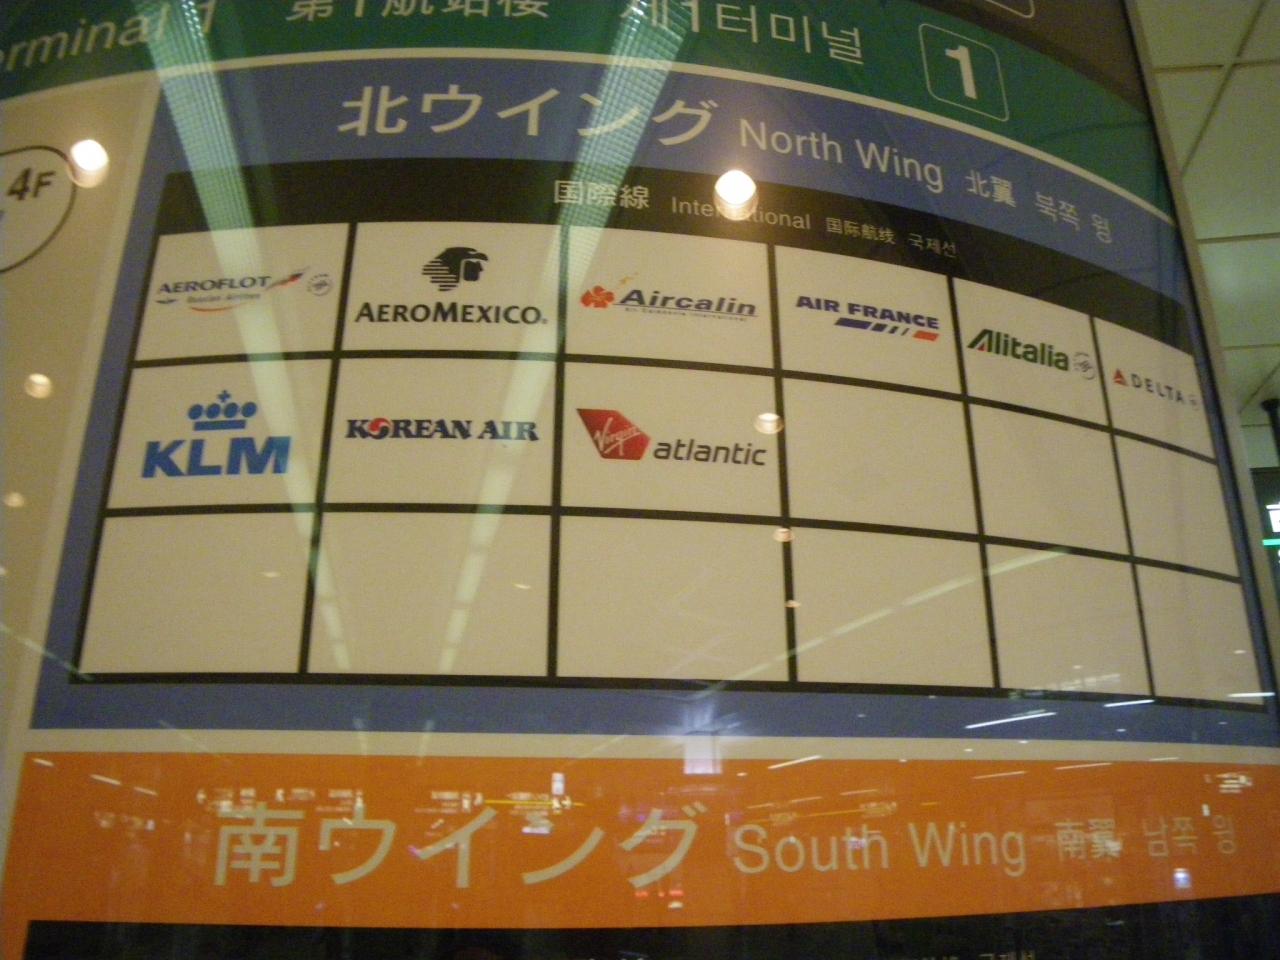 Terminal 1 第1航站楼 제1터미널 1
北ウイング North Wing 北翼 북쪽 윙
4F
国際線 International 国际航线 국제선
AEROFLOT Russian Airlines
AEROMEXICO.
Aircalin
AIR FRANCE
Alitalia
DELTA
KLM
KOREAN AIR
Virgin atlantic
南ウイング South Wing 南翼 남쪽 윙